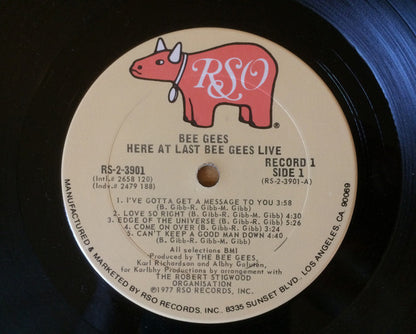 RSO
BEE GEES
HERE AT LAST BEE GEES LIVE
RS-2-3901
(Intl.# 2658 120)
(Indv.# 2479 188)
RECORD 1
SIDE 1
(RS-2-3901-A)
1. I'VE GOTTA GET A MESSAGE TO YOU 3:58
(B. Gibb-R. Gibb-M. Gibb)
2. LOVE SO RIGHT (B. Gibb-R. Gibb-M. Gibb) 4:30
3. EDGE OF THE UNIVERSE (B. Gibb-R. Gibb) 5:26
4. COME ON OVER (B. Gibb-R. Gibb) 3:24
5. CAN'T KEEP A GOOD MAN DOWN 4:40
(B. Gibb-R. Gibb-M. Gibb)
All selections BMI
Produced by THE BEE GEES,
Karl Richardson and Albhy Galuten,
for Karlbhy Productions by arrangement with
THE ROBERT STIGWOOD
ORGANISATION
©1977 RSO RECORDS, INC.
MANUFACTURED & MARKETED BY RSO RECORDS, INC. 8335 SUNSET BLVD., LOS ANGELES, CA 90069